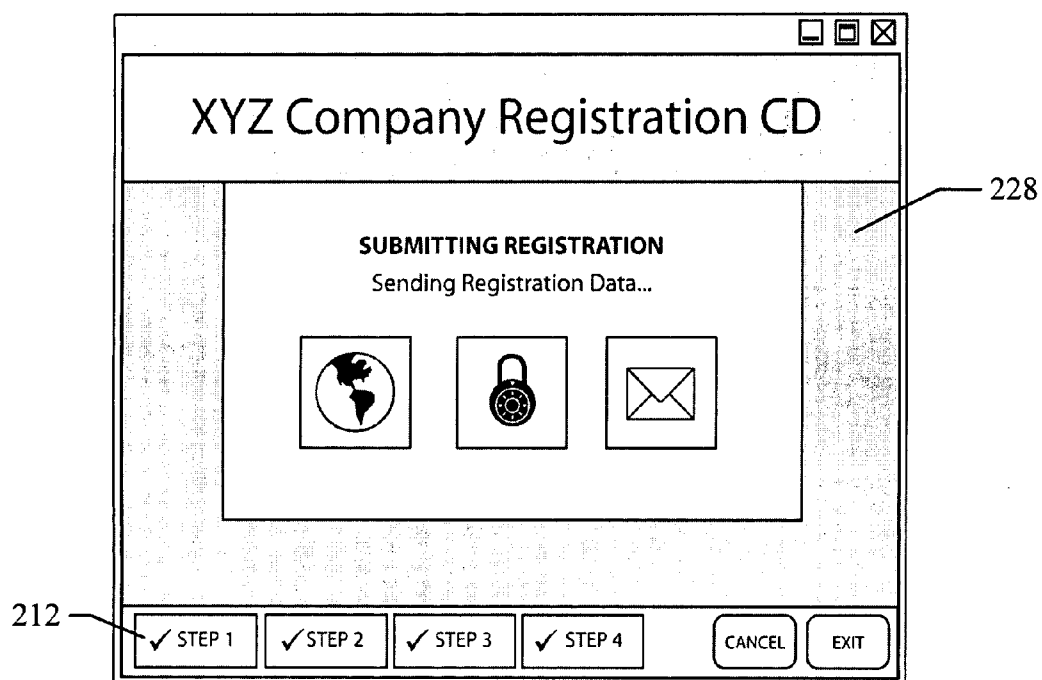 XYZ Company Registration CD
228
SUBMITTING REGISTRATION
Sending Registration Data...
212
✓ STEP 1 ✓ STEP 2 ✓ STEP 3 ✓ STEP 4 CANCEL EXIT